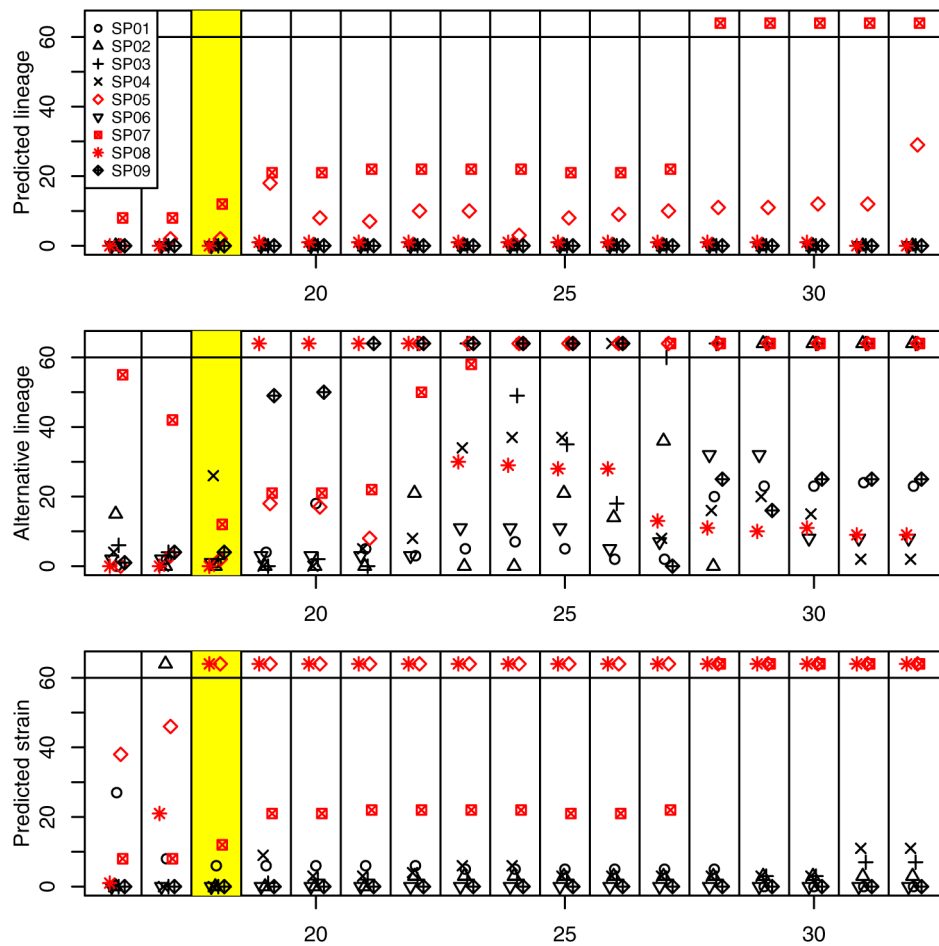 Predicted lineage
0 20 40 60
SP01
SP02
SP03
SP04
SP05
SP06
SP07
SP08
SP09
20 25 30
Alternative lineage
0 20 40 60
20 25 30
Predicted strain
0 20 40 60
20 25 30